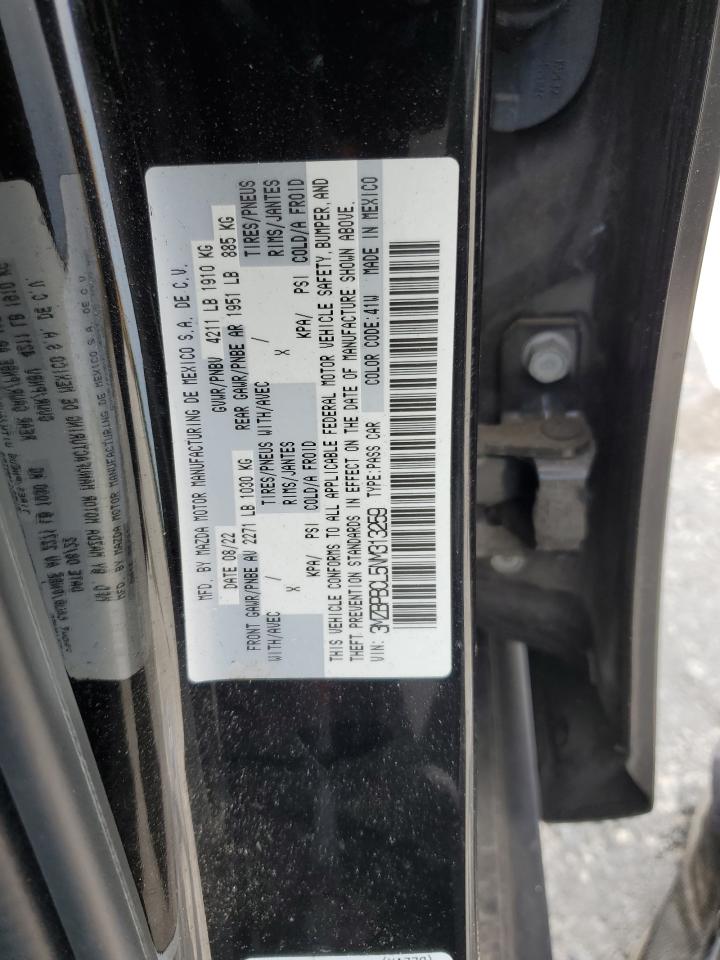 MFD. BY MAZDA MOTOR MANUFACTURING DE MEXICO S.A. DE C.V.
DATE 08/22 GVWR/PNBV 4211 LB 1910 KG
FRONT GAWR/PNBE AV 2271 LB 1030 KG REAR GAWR/PNBE AR 1951 LB 885 KG
WITH/AVEC TIRES/PNEUS WITH/AVEC TIRES/PNEUS
X RIMS/JANTES / RIMS/JANTES
KPA/ PSI COLD/A FROID X KPA/ PSI COLD/A FROID
THIS VEHICLE CONFORMS TO ALL APPLICABLE FEDERAL MOTOR VEHICLE SAFETY, BUMPER, AND
THEFT PREVENTION STANDARDS IN EFFECT ON THE DATE OF MANUFACTURE SHOWN ABOVE.
VIN: 3MZBPBCL5NM313259 TYPE:PASS CAR COLOR CODE:41W MADE IN MEXICO